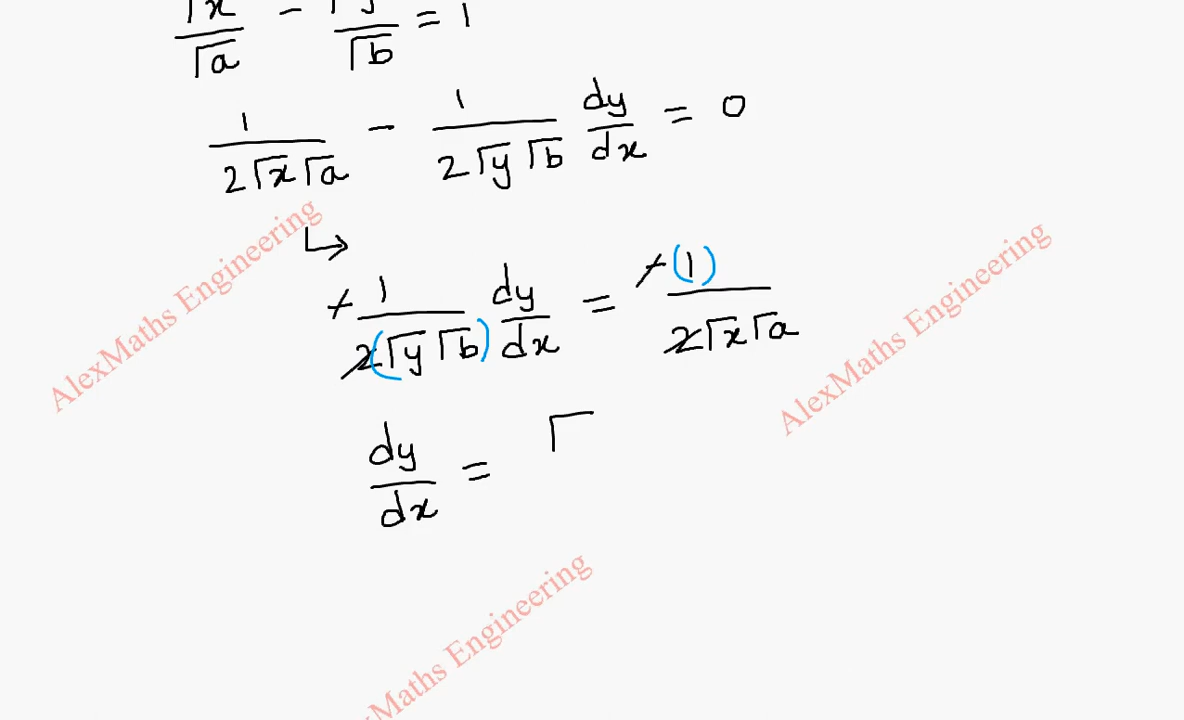 √x/√a − √y/√b = 1
1/(2√x√a) − 1/(2√y√b) dy/dx = 0
↳
+ 1/(2(√y√b)) dy/dx = +(1)/(2√x√a)
dy/dx = √
AlexMaths Engineering
AlexMaths Engineering
AlexMaths Engineering